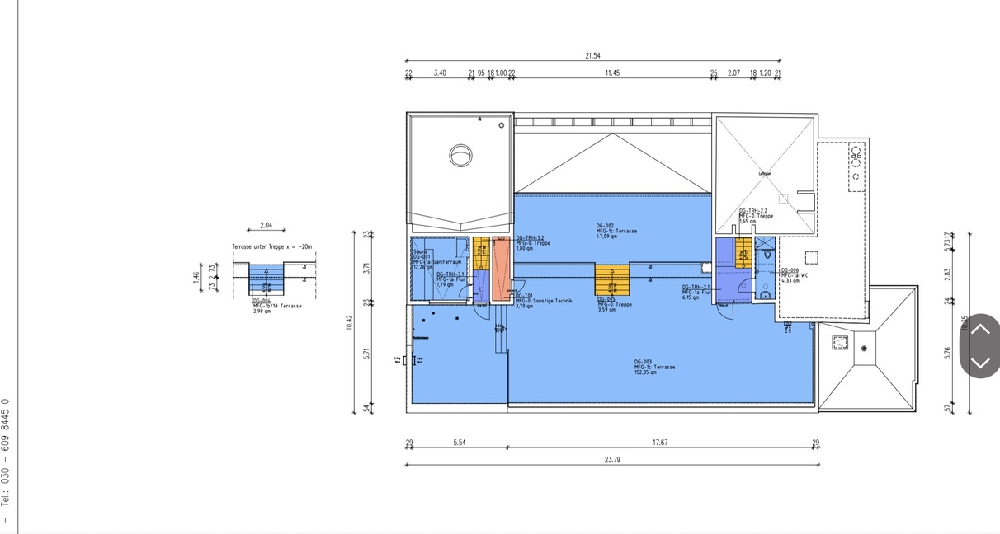 21.54
22 3.40 21 95 18 1.00 22 11.45 25 2.07 18 1.20 21
Luftraum
DG-TRH-2.2
MFG-0: Treppe
1,65 qm
2.04
Terrasse unter Treppe x = -20m
1.46
73 2 73
DG-004
MFG-1b/1d: Terrasse
2,98 qm
DG-002
MFG-1c: Terrasse
47,09 qm
DG-TRH-3.2
MFG-0: Treppe
1,80 qm
Sauna
DG-001
MFG-1a: Sanitärraum
12,26 qm
DG-TRH-3.1
MFG-1a: Flur
1,79 qm
DG-T01
MFG-0: Sonstige Technik
3,70 qm
DG-005
MFG-0: Treppe
3,59 qm
DG-TRH-2.1
MFG-1a: Flur
6,15 qm
DG-006
MFG-1a: WC
4,33 qm
DG-003
MFG-1c: Terrasse
152,35 qm
10.42
23
3.71
23
5.71
54
2.83
24
5.76
57
29 5.54 17.67 29
23.79
- Tel.: 030 - 609 8445 0